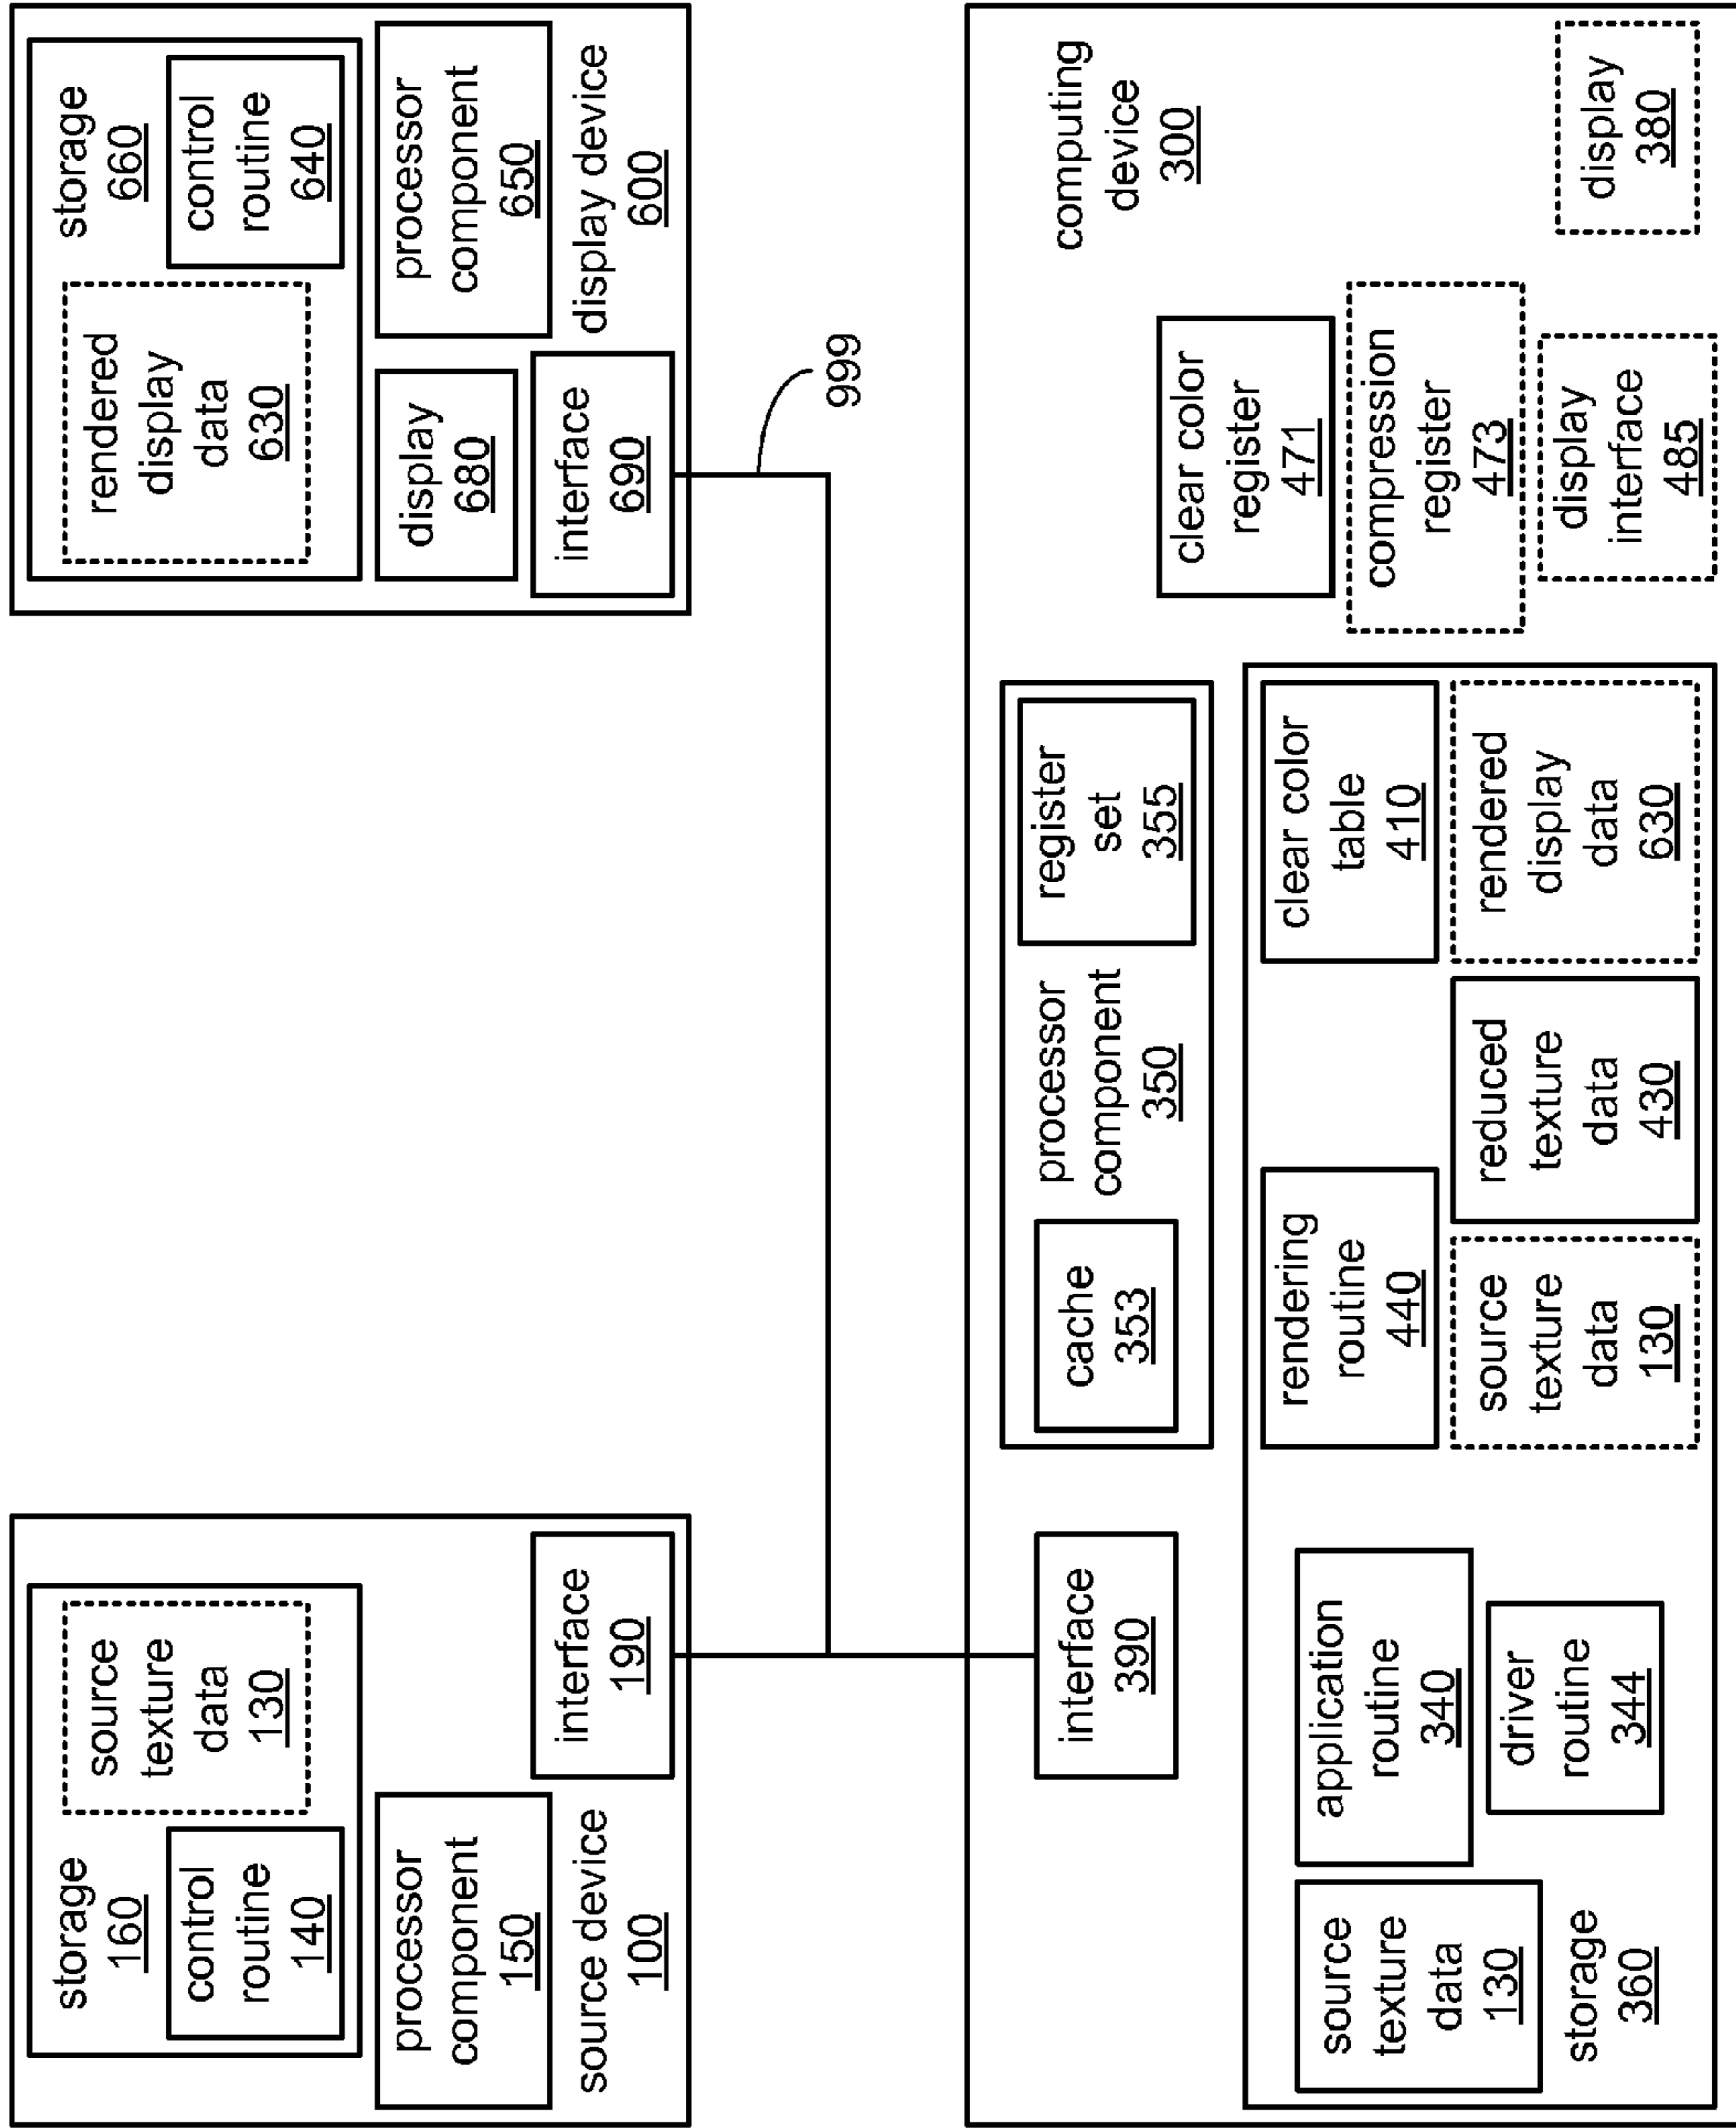 storage
160
control
routine
140
source
texture
data
130
processor
component
150
source device
100
interface
190
storage
660
rendered
display
data
630
control
routine
640
display
680
processor
component
650
interface
690
display device
600
999
interface
390
cache
353
processor
component
350
register
set
355
computing
device
300
source
texture
data
130
storage
360
application
routine
340
driver
routine
344
rendering
routine
440
source
texture
data
130
reduced
texture
data
430
clear color
table
410
rendered
display
data
630
clear color
register
471
compression
register
473
display
interface
485
display
380